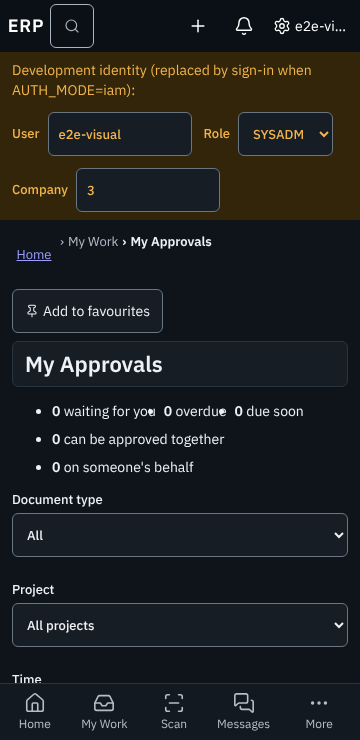 ERP
e2e-vi...
Development identity (replaced by sign-in when
AUTH_MODE=iam):
User e2e-visual Role SYSADM
Company 3
Home › My Work › My Approvals
Add to favourites
My Approvals
• 0 waiting for you • 0 overdue • 0 due soon
• 0 can be approved together
• 0 on someone's behalf
Document type
All
Project
All projects
Time
Home My Work Scan Messages More